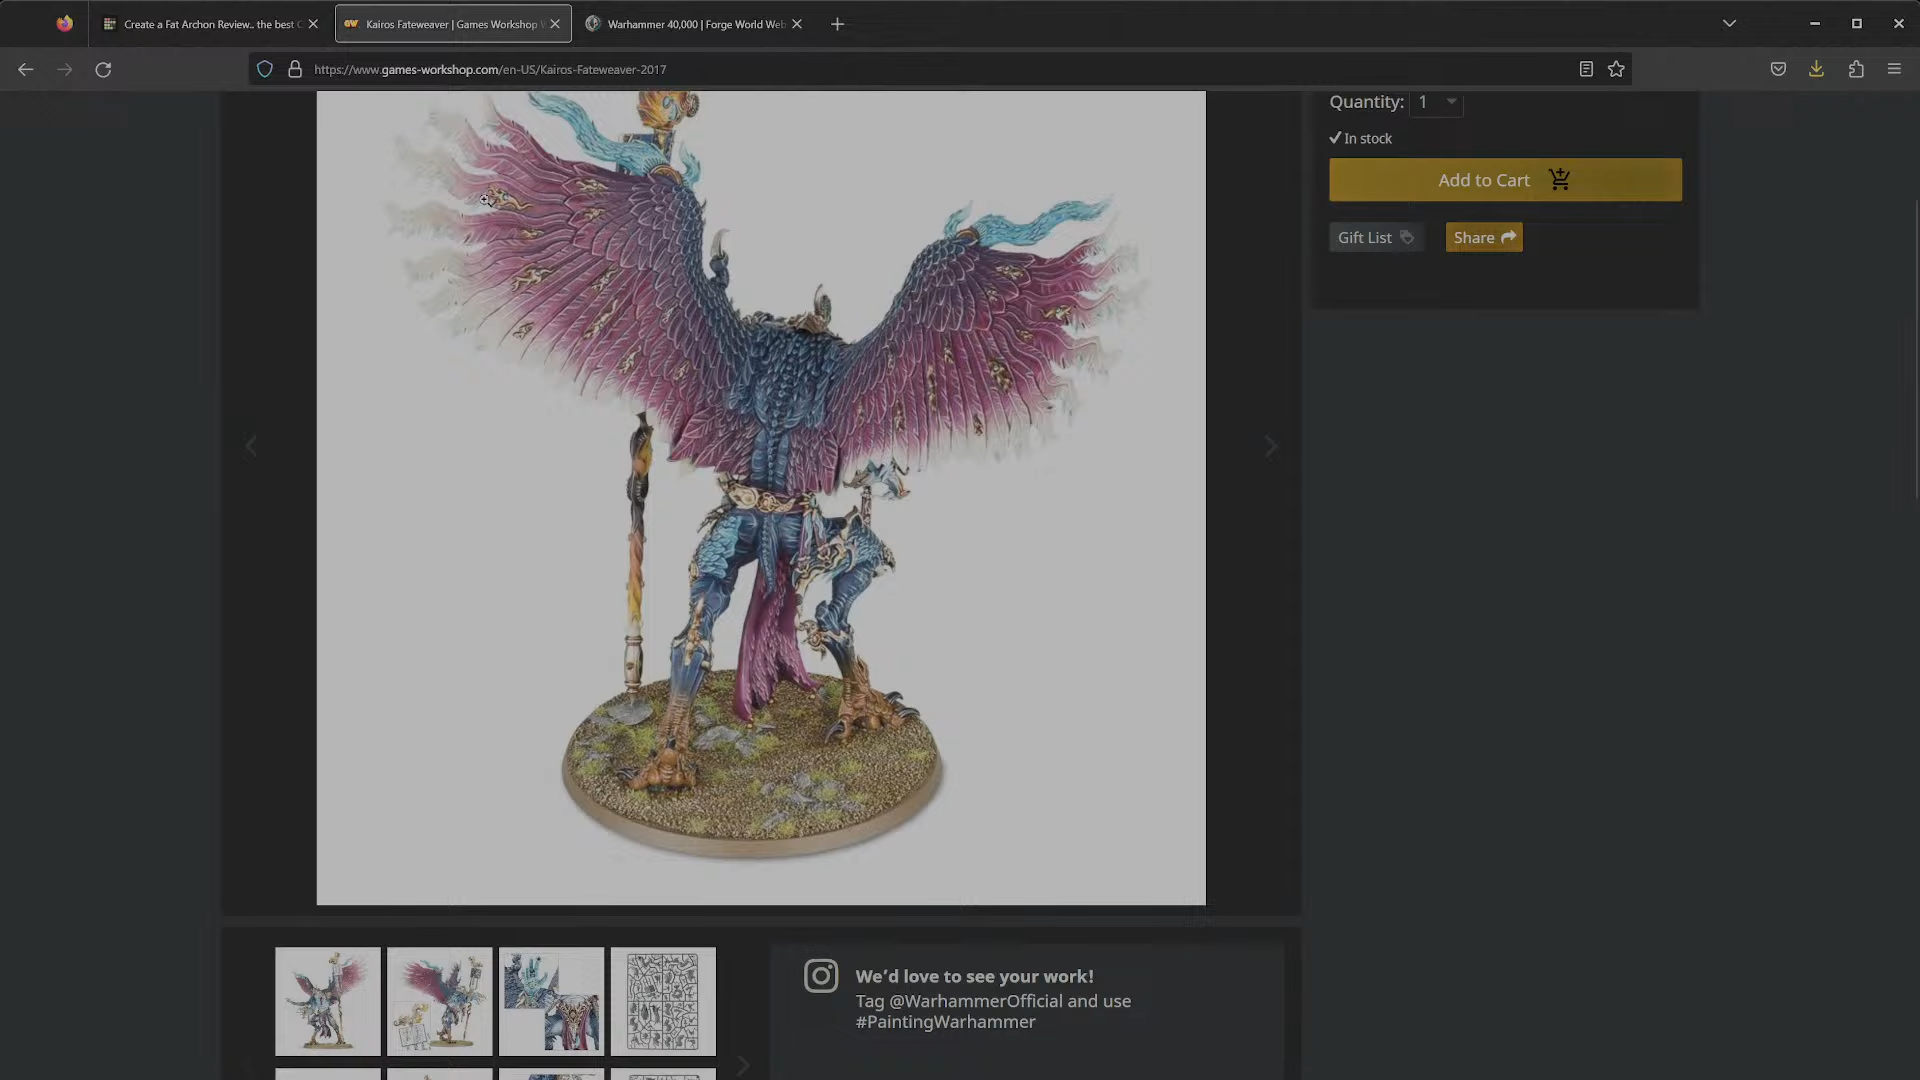 Create a Fat Archon Review.. the best C
Kairos Fateweaver | Games Workshop W
Warhammer 40,000 | Forge World Web
https://www.games-workshop.com/en-US/Kairos-Fateweaver-2017
Quantity: 1
In stock
Add to Cart
Gift List
Share
We'd love to see your work!
Tag @WarhammerOfficial and use
#PaintingWarhammer